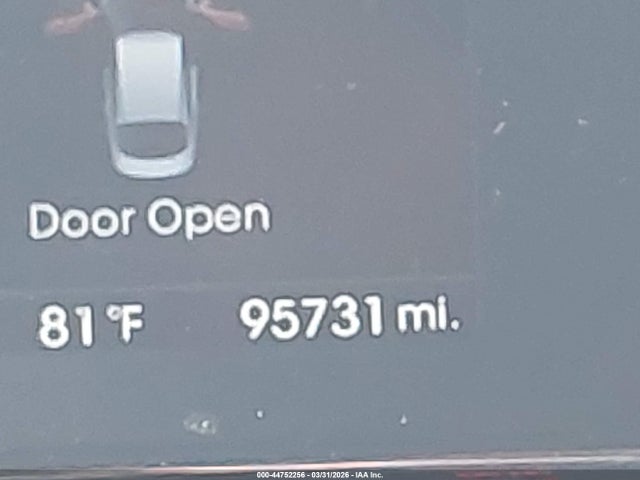 Door Open
81°F 95731 mi.
000-44752256 - 03/31/2026 - IAA Inc.